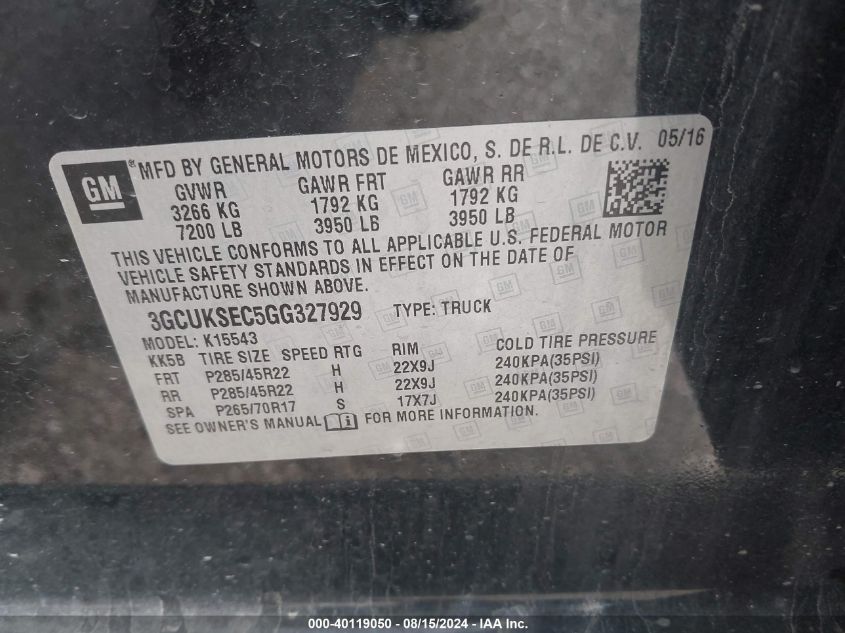 GM ® MFD BY GENERAL MOTORS DE MEXICO, S. DE R.L. DE C.V. 05/16
GVWR GAWR FRT GAWR RR
3266 KG 1792 KG 1792 KG
7200 LB 3950 LB 3950 LB
THIS VEHICLE CONFORMS TO ALL APPLICABLE U.S. FEDERAL MOTOR
VEHICLE SAFETY STANDARDS IN EFFECT ON THE DATE OF
MANUFACTURE SHOWN ABOVE.
3GCUKSEC5GG327929 TYPE: TRUCK
MODEL: K15543
KK5B TIRE SIZE SPEED RTG RIM COLD TIRE PRESSURE
FRT P285/45R22 H 22X9J 240KPA(35PSI)
RR P285/45R22 H 22X9J 240KPA(35PSI)
SPA P265/70R17 S 17X7J 240KPA(35PSI)
SEE OWNER'S MANUAL FOR MORE INFORMATION.
000-40119050 - 08/15/2024 - IAA Inc.